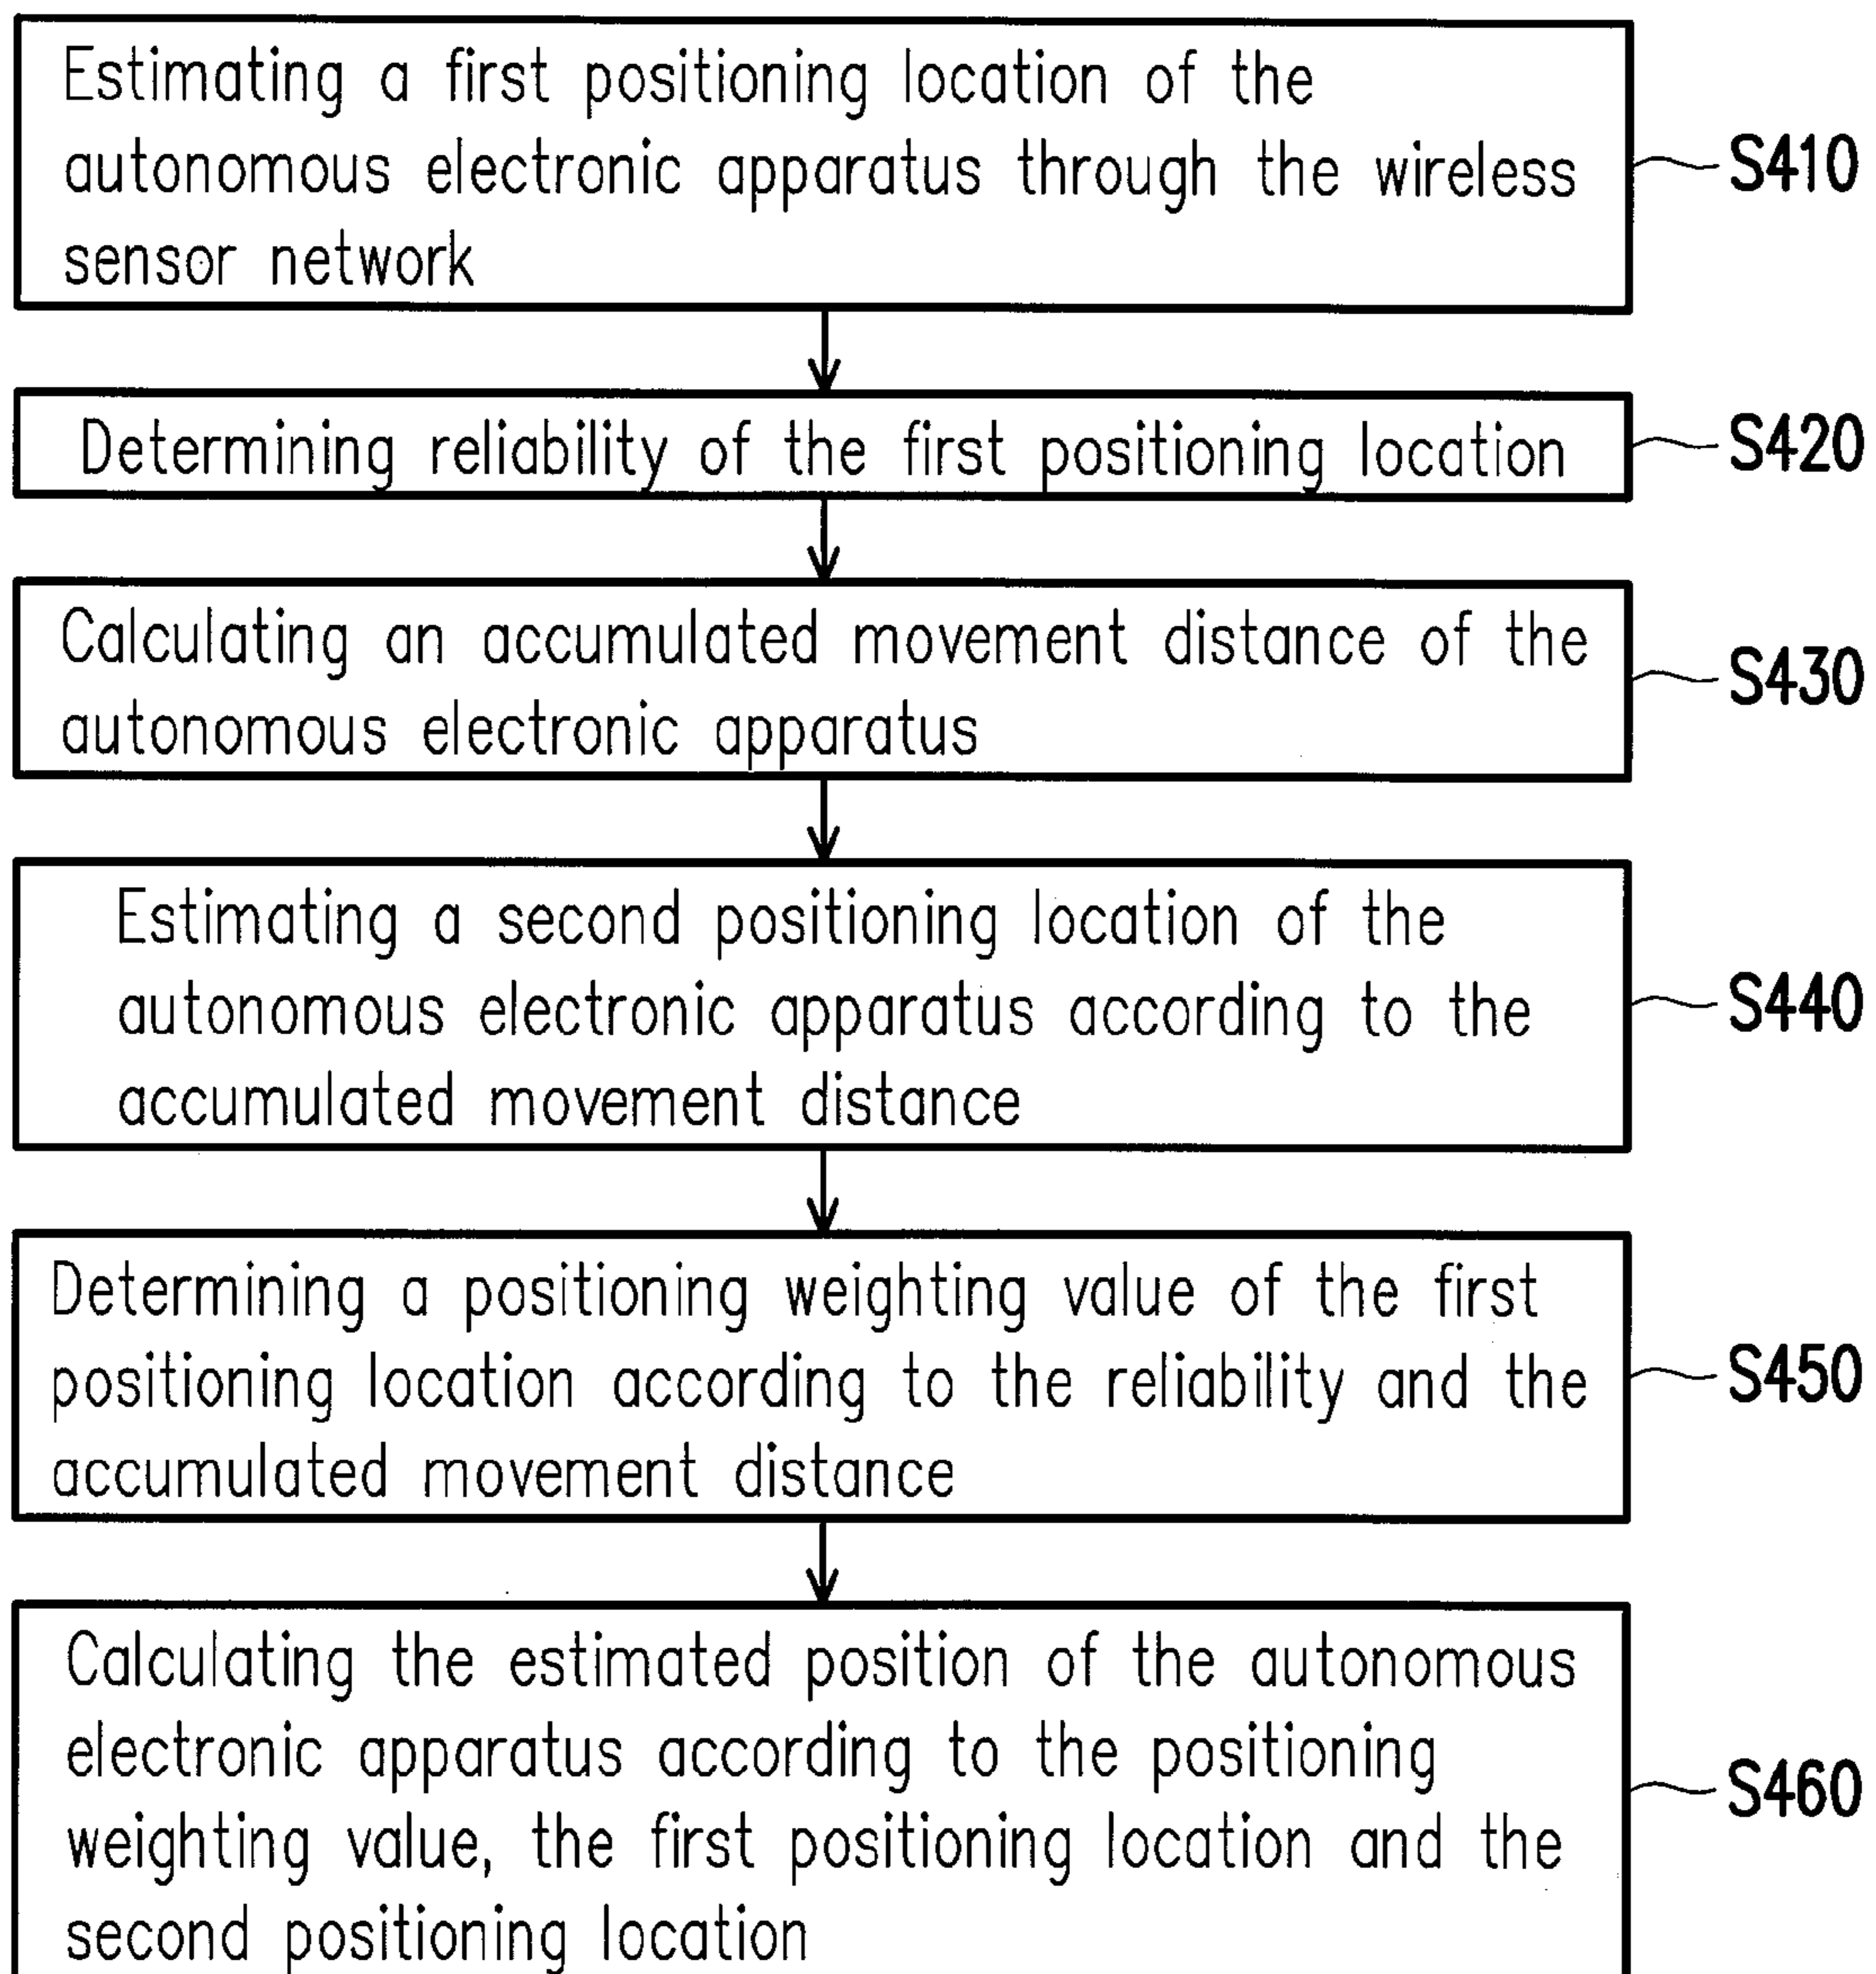 Estimating a first positioning location of the
autonomous electronic apparatus through the wireless
sensor network
S410
Determining reliability of the first positioning location
S420
Calculating an accumulated movement distance of the
autonomous electronic apparatus
S430
Estimating a second positioning location of the
autonomous electronic apparatus according to the
accumulated movement distance
S440
Determining a positioning weighting value of the first
positioning location according to the reliability and the
accumulated movement distance
S450
Calculating the estimated position of the autonomous
electronic apparatus according to the positioning
weighting value, the first positioning location and the
second positioning location
S460